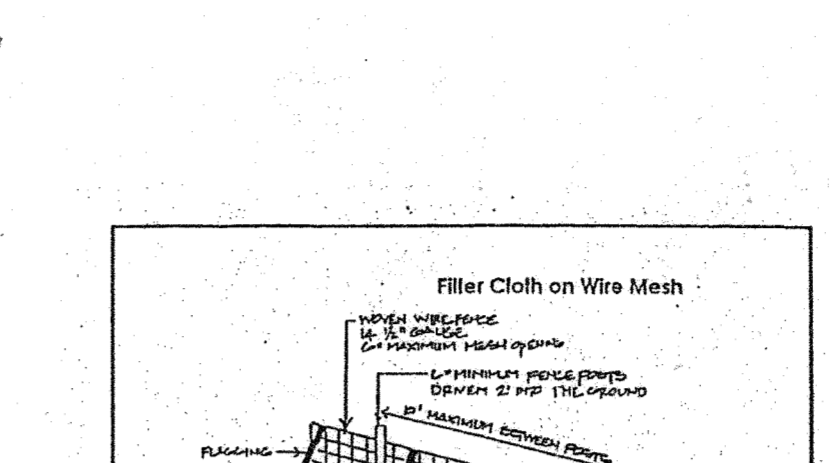 Filter Cloth on Wire Mesh
WOVEN WIRE FENCE
14 1/2" GAUGE
6" MAXIMUM MESH OPENING
6" MINIMUM FENCE POSTS
DRIVEN 2' INTO THE GROUND
10' MAXIMUM BETWEEN POSTS
FLAGGING